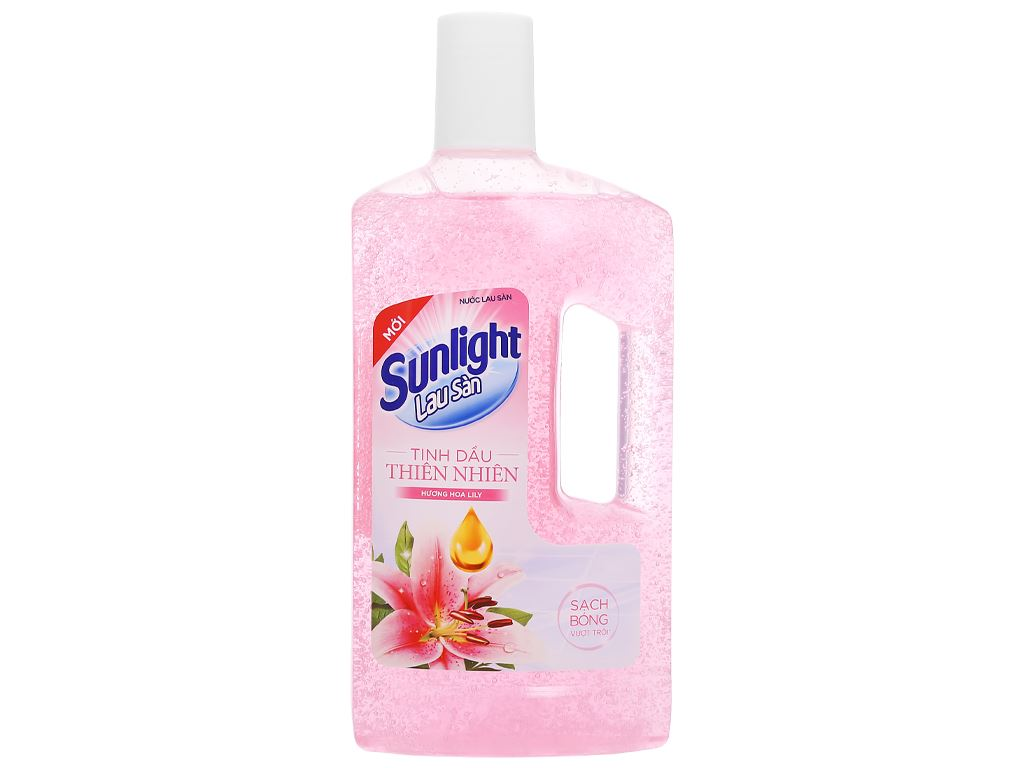 NƯỚC LAU SÀN
MỚI
Sunlight
Lau Sàn
TINH DẦU
THIÊN NHIÊN
HƯƠNG HOA LILY
SẠCH
BÓNG
VƯỢT TRỘI